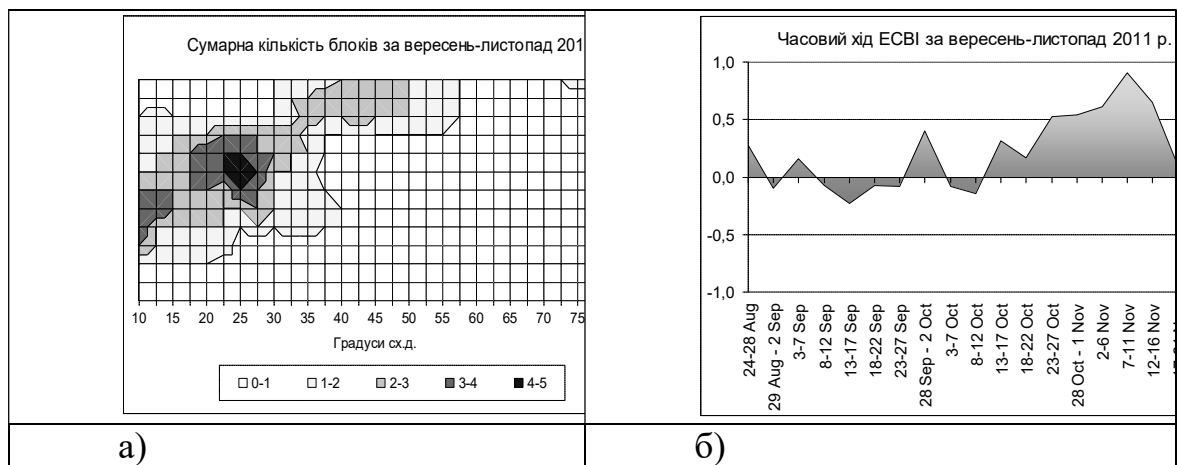 Сумарна кількість блоків за вересень-листопад 201
10 15 20 25 30 35 40 45 50 55 60 65 70 75
Градуси сх.д.
0-1 1-2 2-3 3-4 4-5
а)
Часовий хід ЕСВІ за вересень-листопад 2011 р.
1,0
0,5
0,0
-0,5
-1,0
24-28 Aug
29 Aug - 2 Sep
3-7 Sep
8-12 Sep
13-17 Sep
18-22 Sep
23-27 Sep
28 Sep - 2 Oct
3-7 Oct
8-12 Oct
13-17 Oct
18-22 Oct
23-27 Oct
28 Oct - 1 Nov
2-6 Nov
7-11 Nov
12-16 Nov
б)